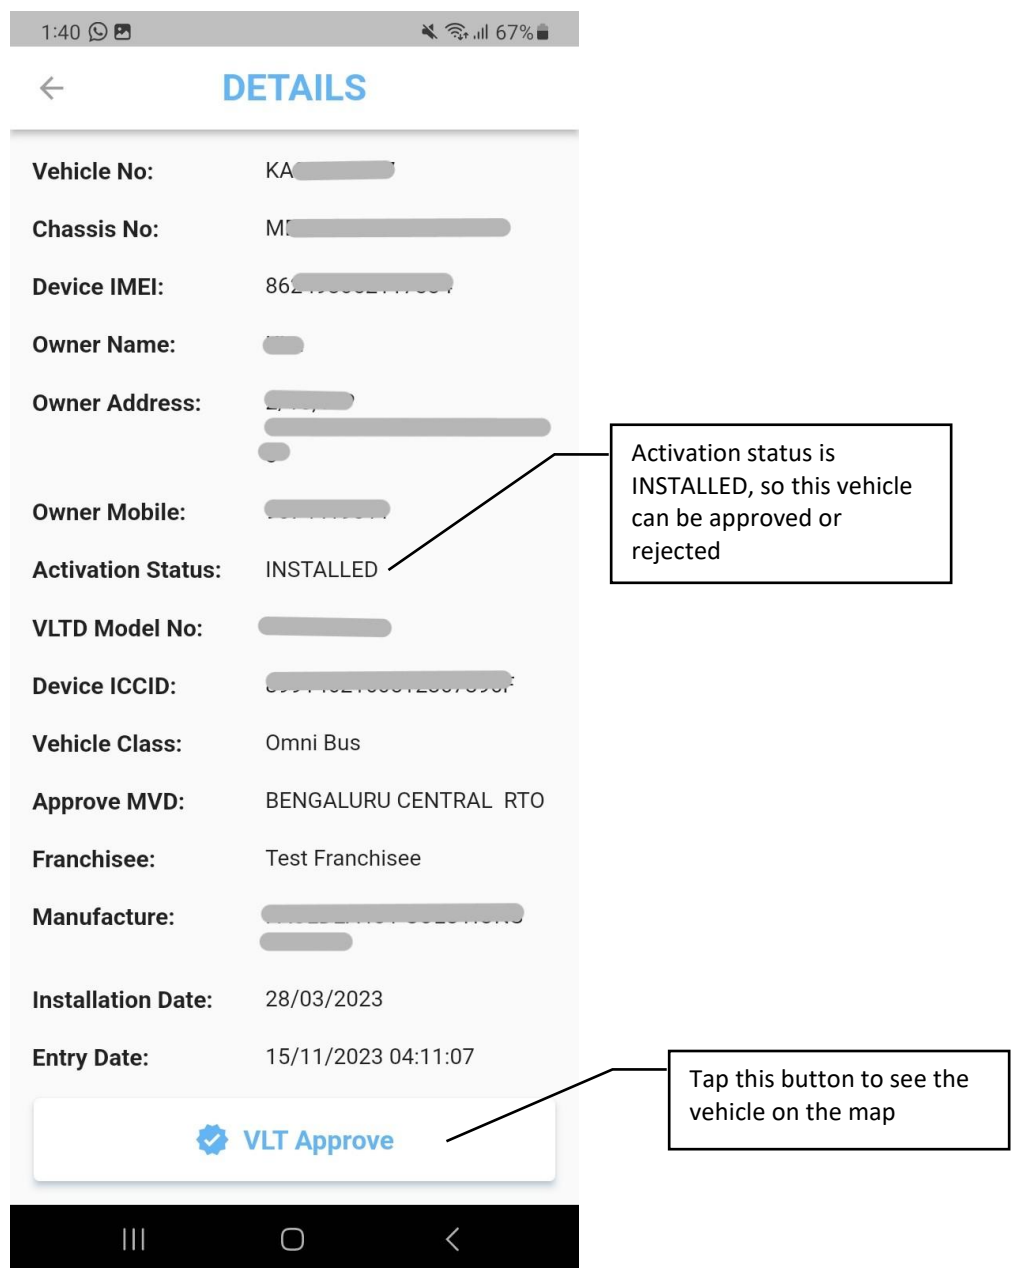 1:40 67%
DETAILS
Vehicle No: KA
Chassis No:
Device IMEI:
Owner Name:
Owner Address:
Owner Mobile:
Activation Status: INSTALLED
VLTD Model No:
Device ICCID:
Vehicle Class: Omni Bus
Approve MVD: BENGALURU CENTRAL RTO
Franchisee: Test Franchisee
Manufacture:
Installation Date: 28/03/2023
Entry Date: 15/11/2023 04:11:07
VLT Approve
Activation status is
INSTALLED, so this vehicle
can be approved or
rejected
Tap this button to see the
vehicle on the map